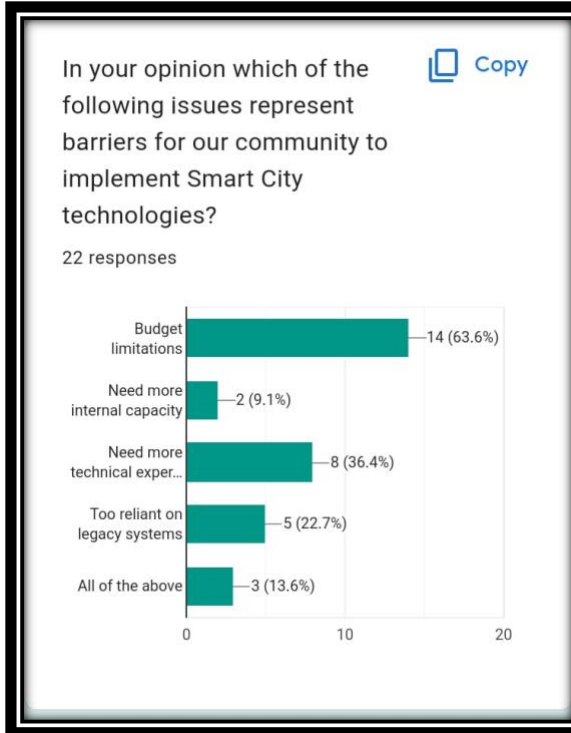 In your opinion which of the
Copy
following issues represent
barriers for our community to
implement Smart City
technologies?
22 responses
Budget
limitations
14 (63.6%)
Need more
internal capacity
2 (9.1%)
Need more
technical exper...
8 (36.4%)
Too reliant on
legacy systems
5 (22.7%)
All of the above
3 (13.6%)
0
10
20